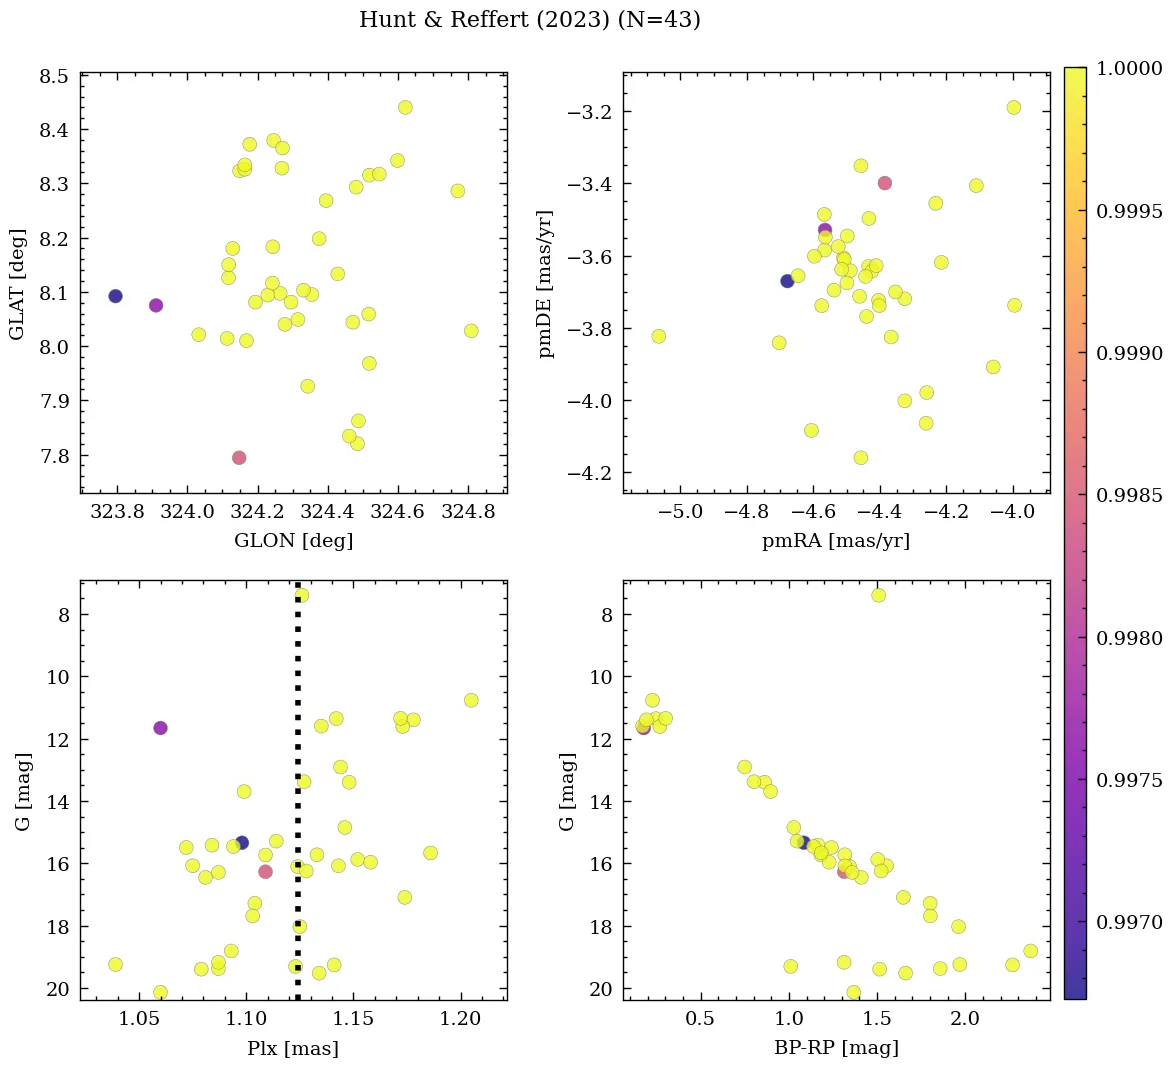 Hunt & Reffert (2023) (N=43)
8.5
8.4
8.3
8.2
8.1
8.0
7.9
7.8
GLAT [deg]
323.8 324.0 324.2 324.4 324.6 324.8
GLON [deg]
−3.2
−3.4
−3.6
−3.8
−4.0
−4.2
pmDE [mas/yr]
−5.0 −4.8 −4.6 −4.4 −4.2 −4.0
pmRA [mas/yr]
8
10
12
14
16
18
20
G [mag]
1.05 1.10 1.15 1.20
Plx [mas]
8
10
12
14
16
18
20
G [mag]
0.5 1.0 1.5 2.0
BP-RP [mag]
1.0000
0.9995
0.9990
0.9985
0.9980
0.9975
0.9970